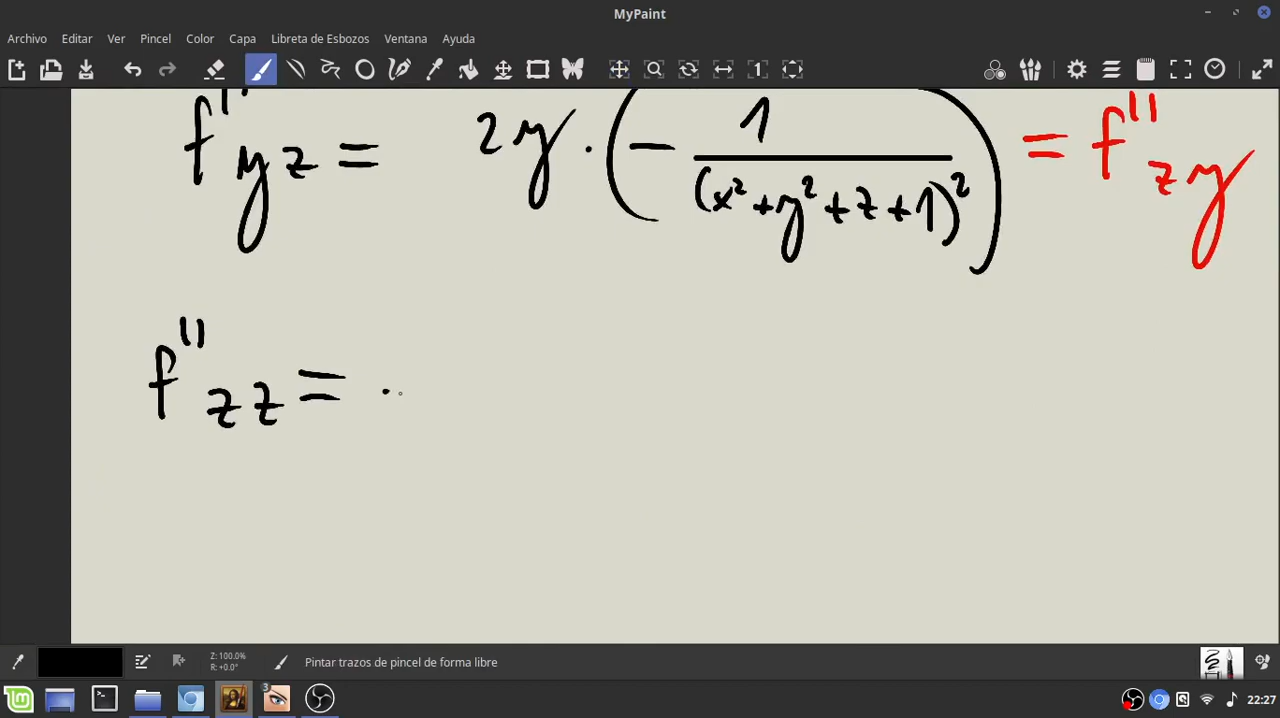 MyPaint
Archivo Editar Ver Pincel Color Capa Libreta de Esbozos Ventana Ayuda
f''yz = 2y·(− 1/(x²+y²+z+1)²) = f''zy
f''zz =
Z: 100.0%
R: +0.0°
Pintar trazos de pincel de forma libre
3
22:27